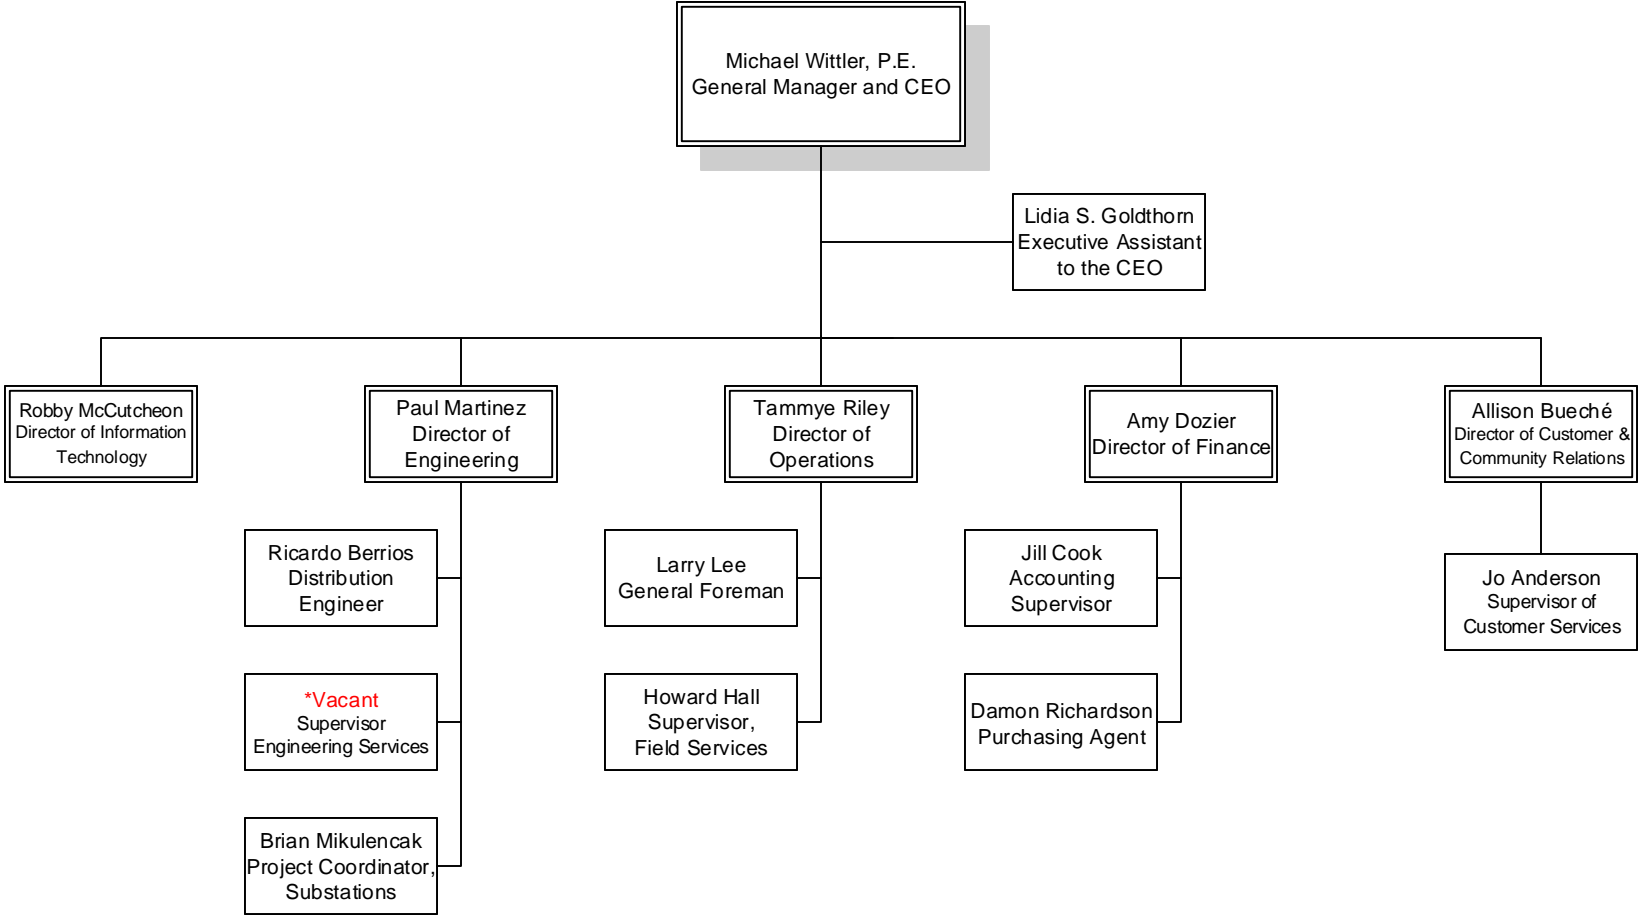 Michael Wittler, P.E.
General Manager and CEO
Lidia S. Goldthorn
Executive Assistant
to the CEO
Robby McCutcheon
Director of Information
Technology
Paul Martinez
Director of
Engineering
Tammye Riley
Director of
Operations
Amy Dozier
Director of Finance
Allison Bueché
Director of Customer &
Community Relations
Ricardo Berrios
Distribution
Engineer
Larry Lee
General Foreman
Jill Cook
Accounting
Supervisor
Jo Anderson
Supervisor of
Customer Services
*Vacant
Supervisor
Engineering Services
Howard Hall
Supervisor,
Field Services
Damon Richardson
Purchasing Agent
Brian Mikulencak
Project Coordinator,
Substations